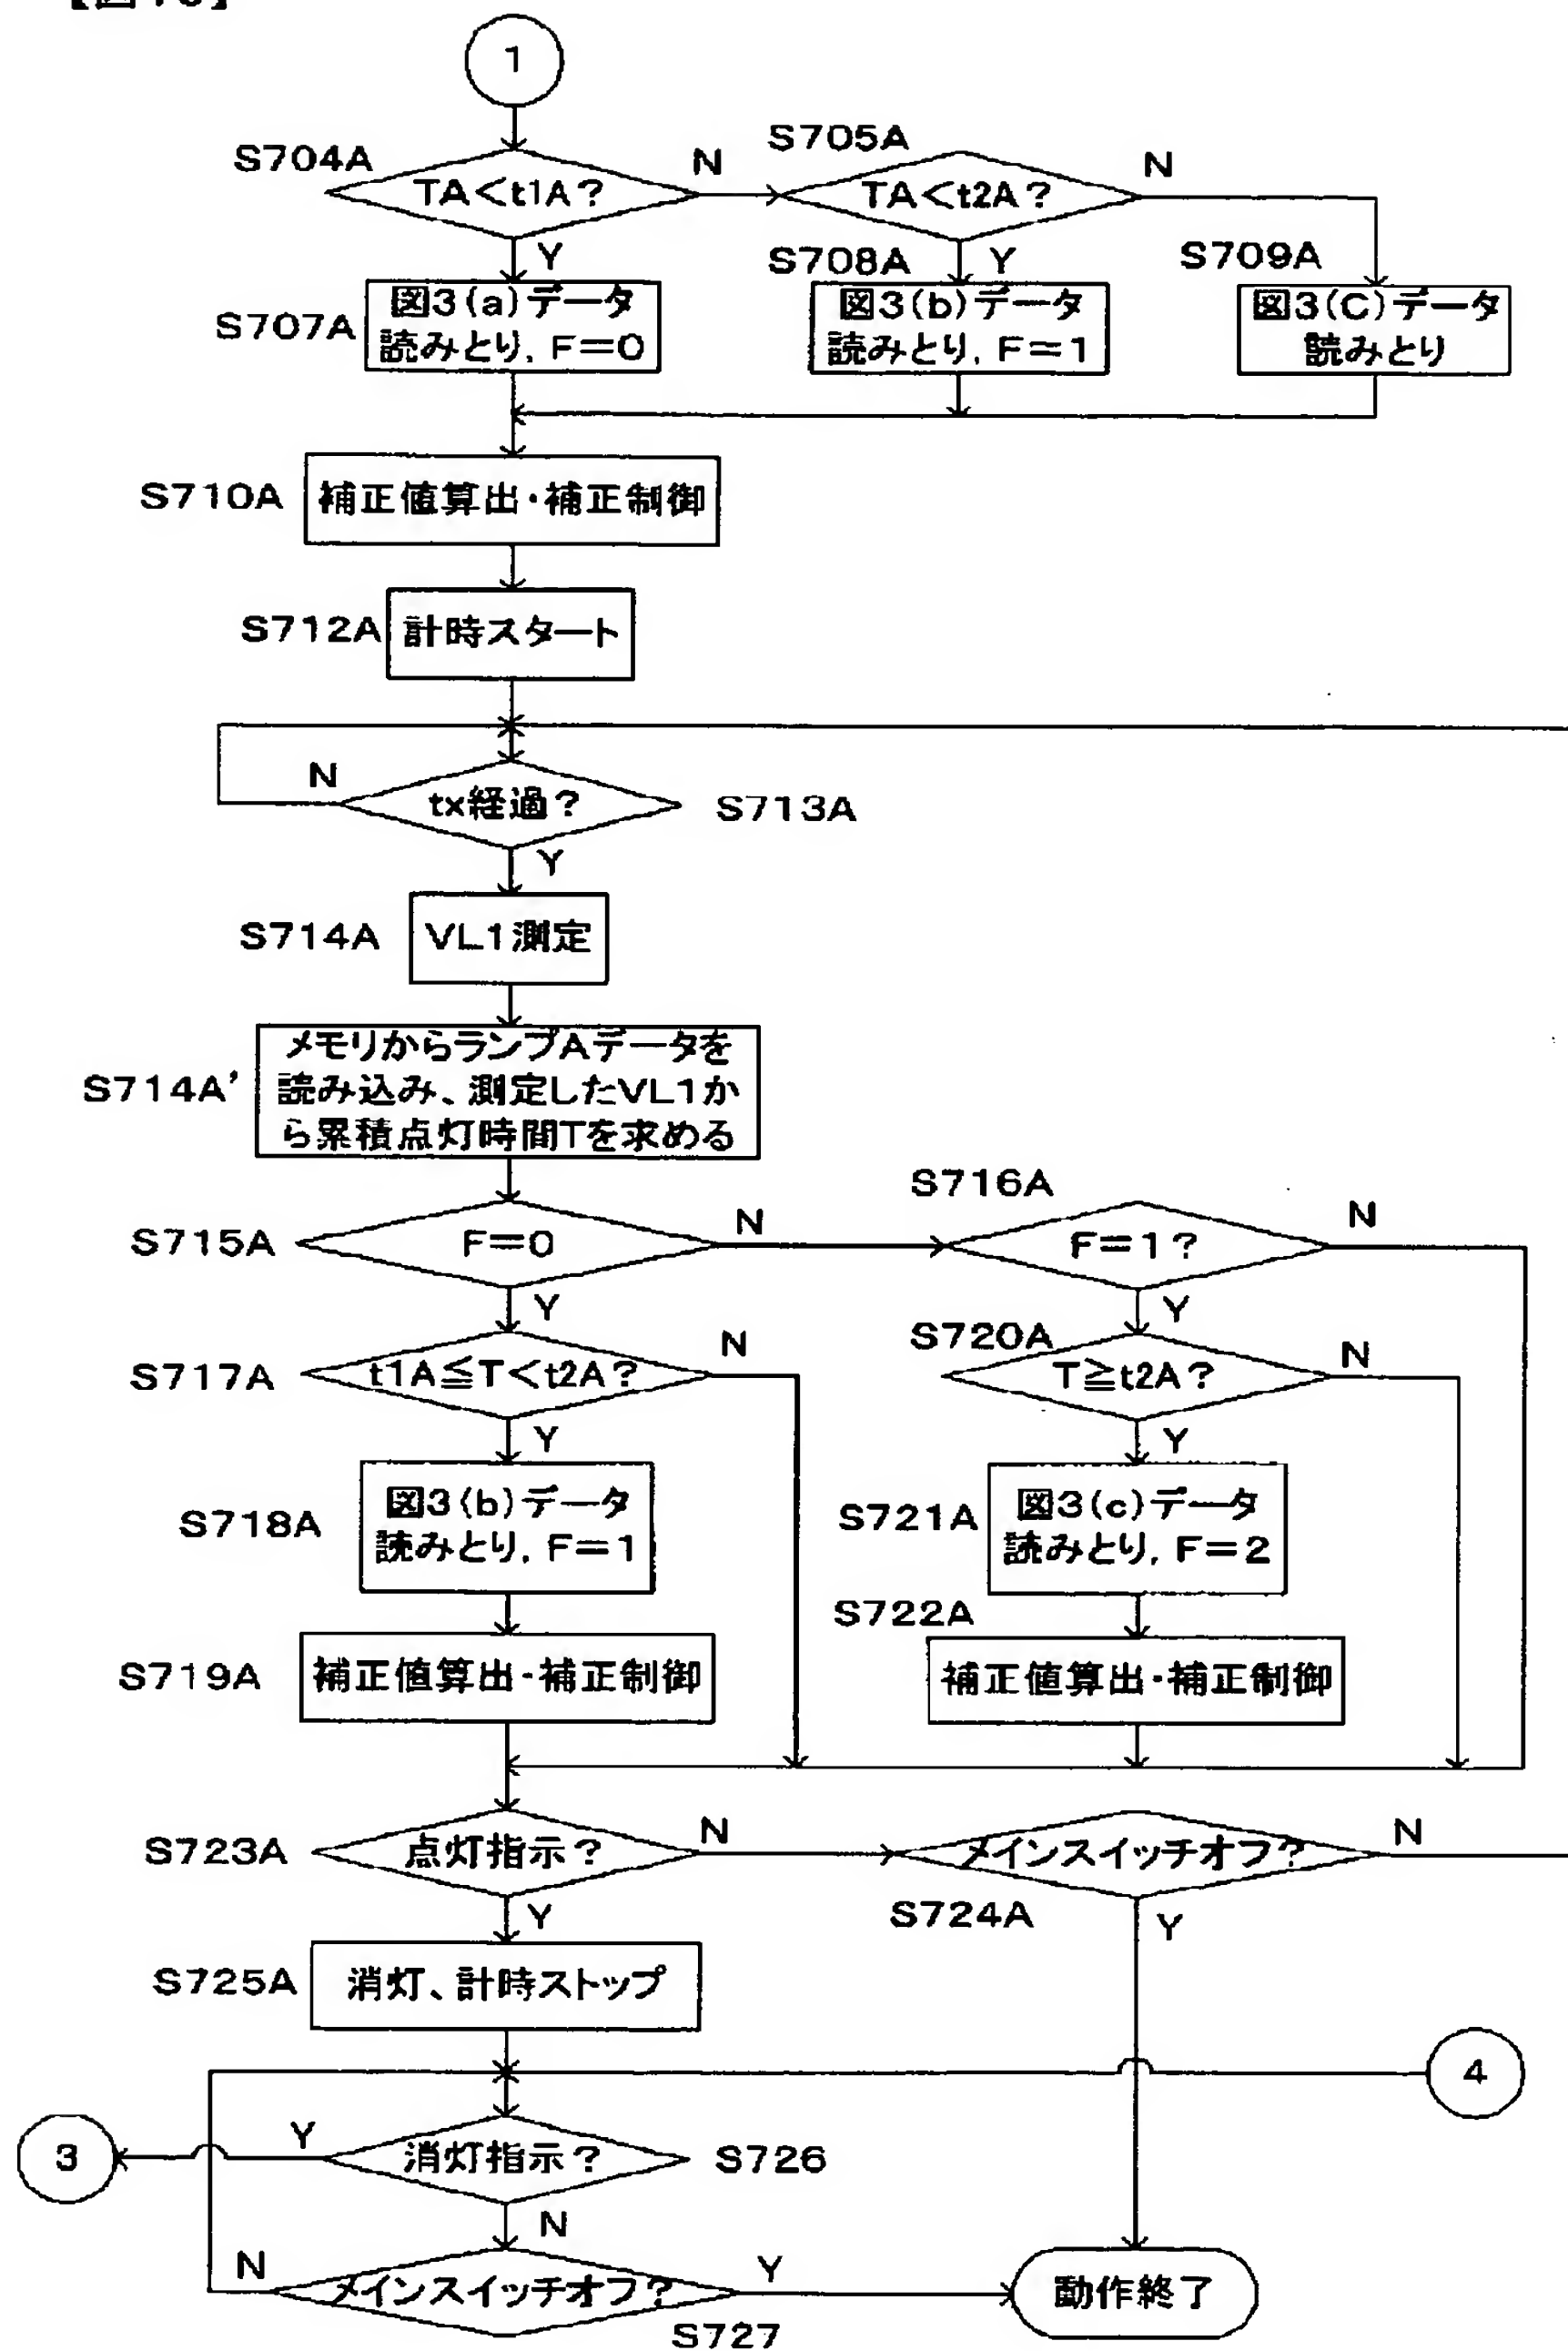 1
S704A
TA<t1A?
N
S705A
TA<t2A?
N
Y
S707A
図3(a)データ
読みとり, F=0
S708A
Y
図3(b)データ
読みとり, F=1
S709A
図3(C)データ
読みとり
S710A
補正値算出・補正制御
S712A
計時スタート
N
tx経過?
S713A
Y
S714A
VL1測定
S714A’
メモリからランプAデータを
読み込み、測定したVL1か
ら累積点灯時間Tを求める
S715A
F=0
N
S716A
F=1?
N
Y
Y
S717A
t1A≦T<t2A?
N
S720A
T≧t2A?
N
Y
Y
S718A
図3(b)データ
読みとり, F=1
S721A
図3(c)データ
読みとり, F=2
S719A
補正値算出・補正制御
S722A
補正値算出・補正制御
S723A
点灯指示?
N
メインスイッチオフ?
N
S724A
Y
Y
S725A
消灯、計時ストップ
4
3
Y
消灯指示?
S726
N
N
メインスイッチオフ?
Y
S727
動作終了